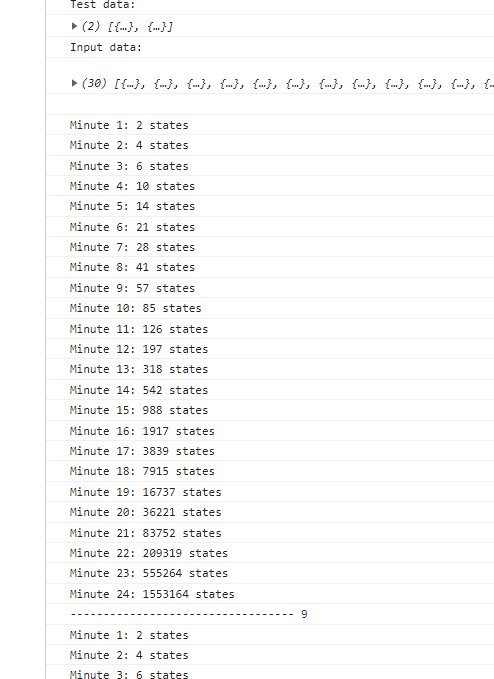 Test data:
▶ (2) [{…}, {…}]
Input data:
▶ (30) [{…}, {…}, {…}, {…}, {…}, {…}, {…}, {…}, {…}, {…}, {…}, {…
Minute 1: 2 states
Minute 2: 4 states
Minute 3: 6 states
Minute 4: 10 states
Minute 5: 14 states
Minute 6: 21 states
Minute 7: 28 states
Minute 8: 41 states
Minute 9: 57 states
Minute 10: 85 states
Minute 11: 126 states
Minute 12: 197 states
Minute 13: 318 states
Minute 14: 542 states
Minute 15: 988 states
Minute 16: 1917 states
Minute 17: 3839 states
Minute 18: 7915 states
Minute 19: 16737 states
Minute 20: 36221 states
Minute 21: 83752 states
Minute 22: 209319 states
Minute 23: 555264 states
Minute 24: 1553164 states
--------------------------------- 9
Minute 1: 2 states
Minute 2: 4 states
Minute 3: 6 states